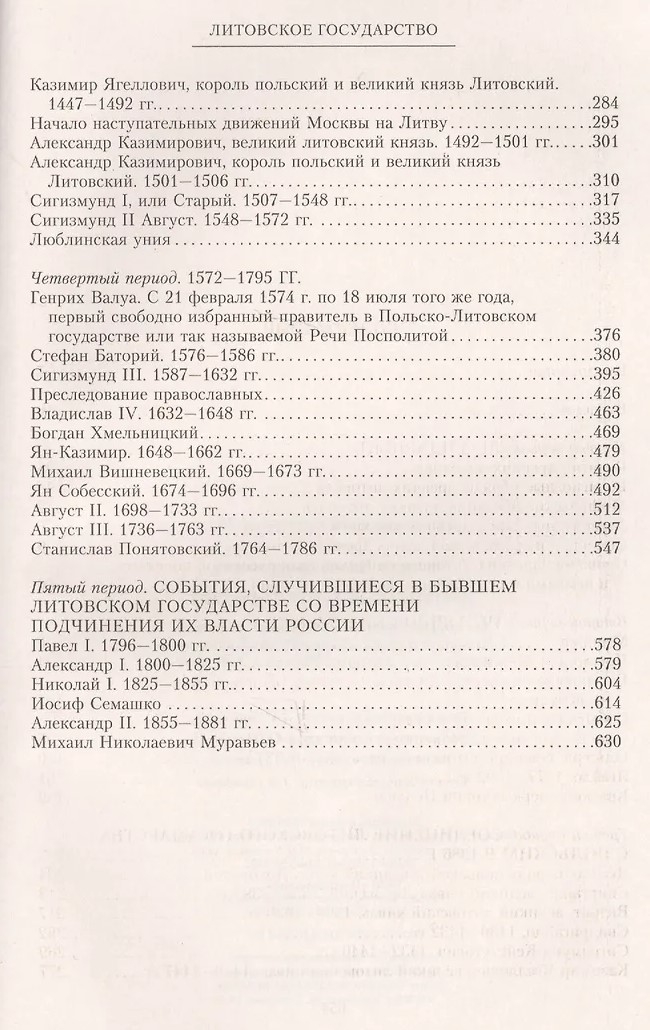 ЛИТОВСКОЕ ГОСУДАРСТВО
Казимир Ягеллович, король польский и великий князь Литовский.
1447—1492 гг. 284
Начало наступательных движений Москвы на Литву 295
Александр Казимирович, великий литовский князь. 1492—1501 гг. 301
Александр Казимирович, король польский и великий князь
Литовский. 1501—1506 гг. 310
Сигизмунд I, или Старый. 1507—1548 гг. 317
Сигизмунд II Август. 1548—1572 гг. 335
Люблинская уния 344
Четвертый период. 1572—1795 ГГ.
Генрих Валуа. С 21 февраля 1574 г. по 18 июля того же года,
первый свободно избранный правитель в Польско-Литовском
государстве или так называемой Речи Посполитой 376
Стефан Баторий. 1576—1586 гг. 380
Сигизмунд III. 1587—1632 гг. 395
Преследование православных 426
Владислав IV. 1632—1648 гг. 463
Богдан Хмельницкий 469
Ян-Казимир. 1648—1662 гг. 479
Михаил Вишневецкий. 1669—1673 гг. 490
Ян Собесский. 1674—1696 гг. 492
Август II. 1698—1733 гг. 512
Август III. 1736—1763 гг. 537
Станислав Понятовский. 1764—1786 гг. 547
Пятый период. СОБЫТИЯ, СЛУЧИВШИЕСЯ В БЫВШЕМ
ЛИТОВСКОМ ГОСУДАРСТВЕ СО ВРЕМЕНИ
ПОДЧИНЕНИЯ ИХ ВЛАСТИ РОССИИ
Павел I. 1796—1800 гг. 578
Александр I. 1800—1825 гг. 579
Николай I. 1825—1855 гг. 604
Иосиф Семашко 614
Александр II. 1855—1881 гг. 625
Михаил Николаевич Муравьев 630